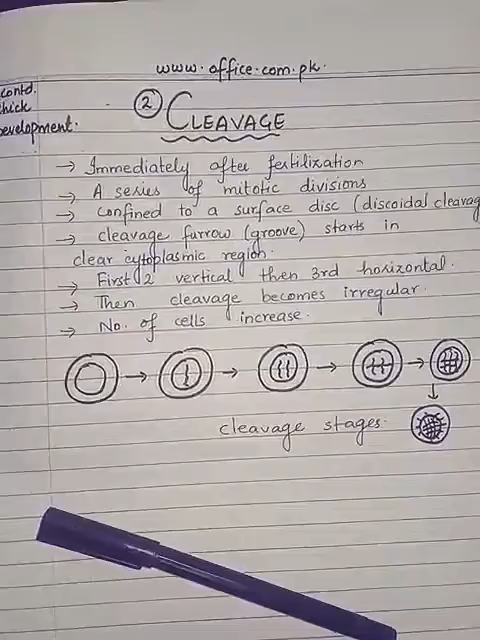 www.office.com.pk.
contd.
hick
evelopment.
② CLEAVAGE
→ Immediately after fertilization
→ A series of mitotic divisions
→ Confined to a surface disc (discoidal cleavag
→ cleavage furrow (groove) starts in
clear cytoplasmic region.
→ First 2 vertical then 3rd horizontal.
→ Then cleavage becomes irregular.
→ No. of cells increase.
cleavage stages.